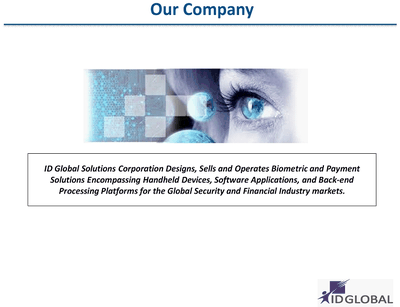 Our Company
ID Global Solutions Corporation Designs, Sells and Operates Biometric and Payment
Solutions Encompassing Handheld Devices, Software Applications, and Back-end
Processing Platforms for the Global Security and Financial Industry markets.
IDGLOBAL